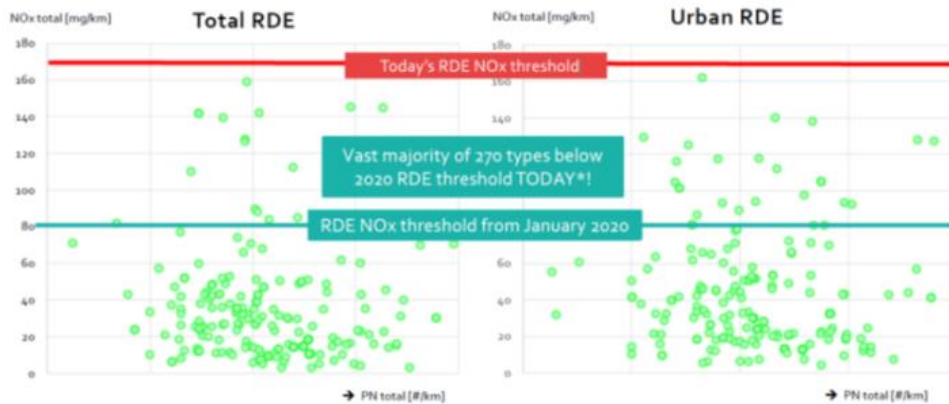 NOx total [mg/km]
Total RDE
180
160
140
120
100
80
60
40
20
0
→ PN total [#/km]
NOx total [mg/km]
Urban RDE
180
160
140
120
100
80
60
40
20
0
→ PN total [#/km]
Today's RDE NOx threshold
Vast majority of 270 types below
2020 RDE threshold TODAY*!
RDE NOx threshold from January 2020